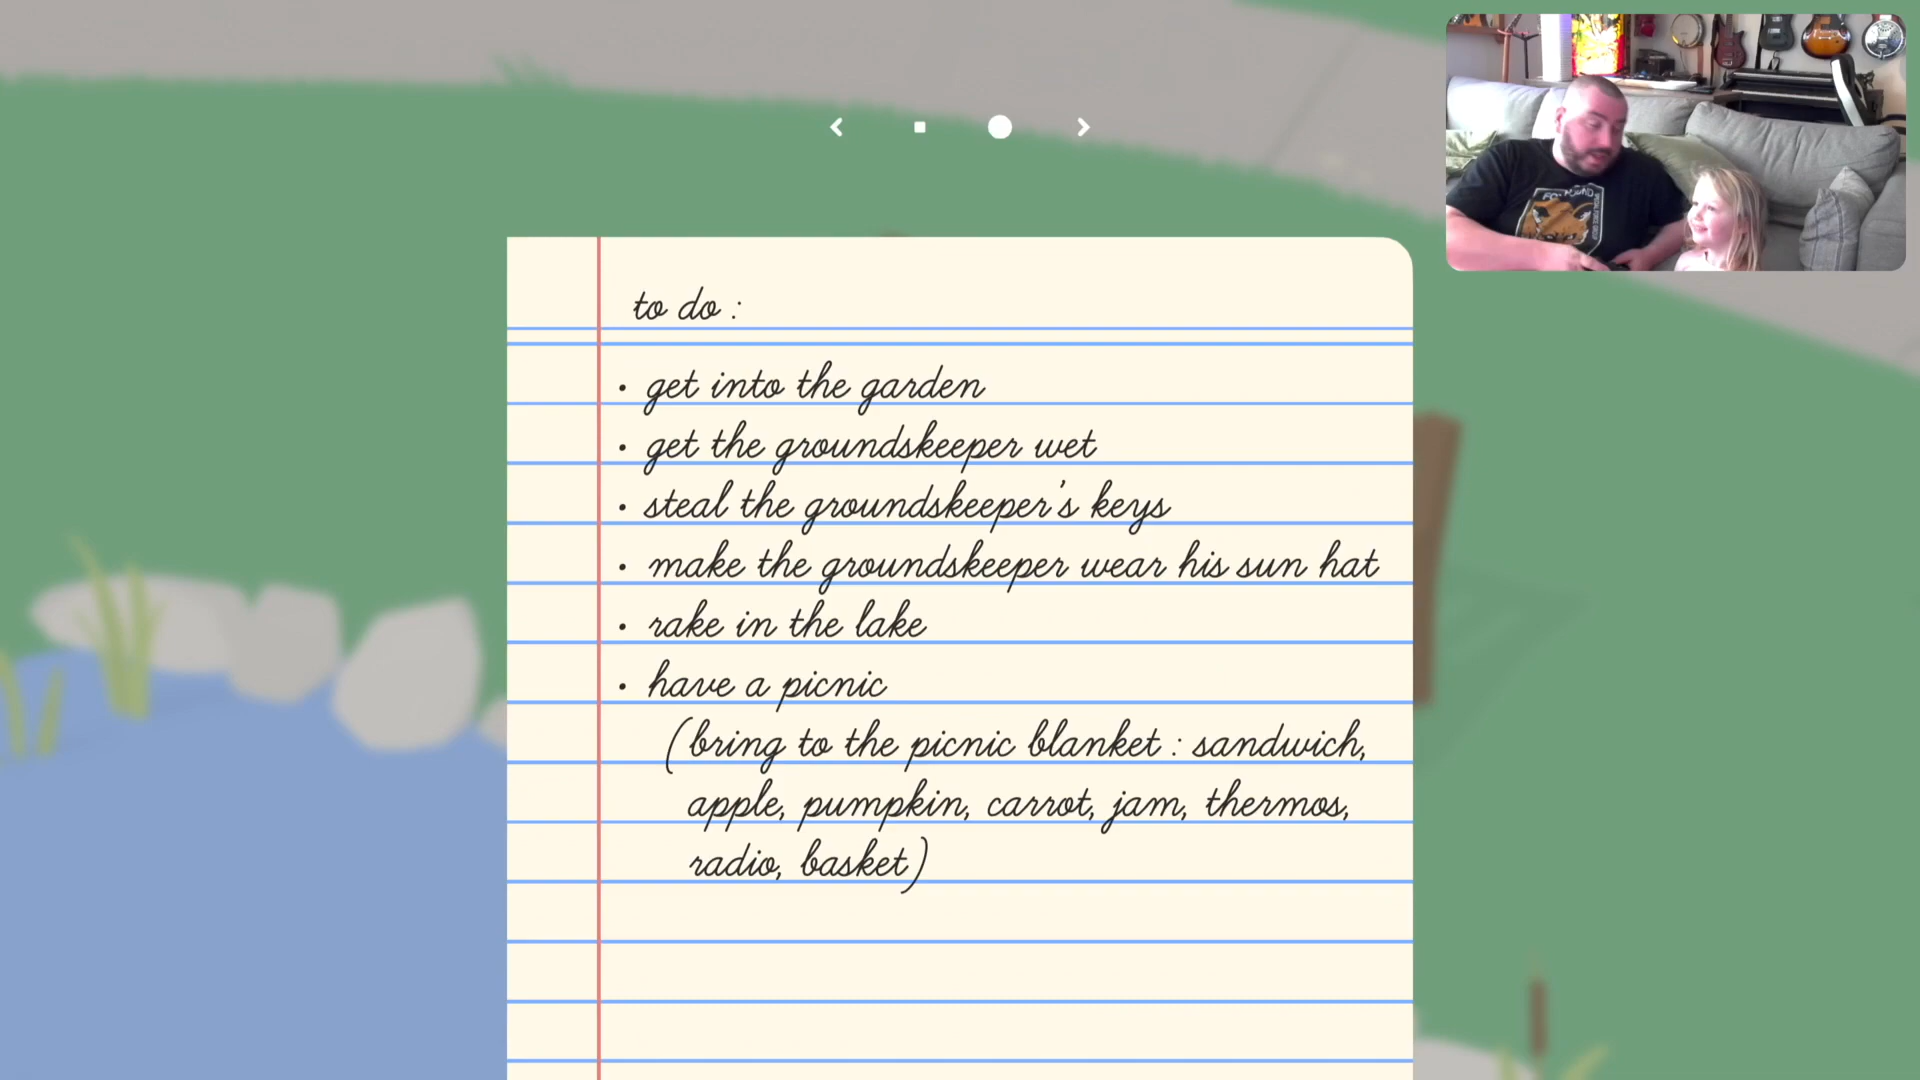 to do :
• get into the garden
• get the groundskeeper wet
• steal the groundskeeper's keys
• make the groundskeeper wear his sun hat
• rake in the lake
• have a picnic
(bring to the picnic blanket : sandwich,
apple, pumpkin, carrot, jam, thermos,
radio, basket)